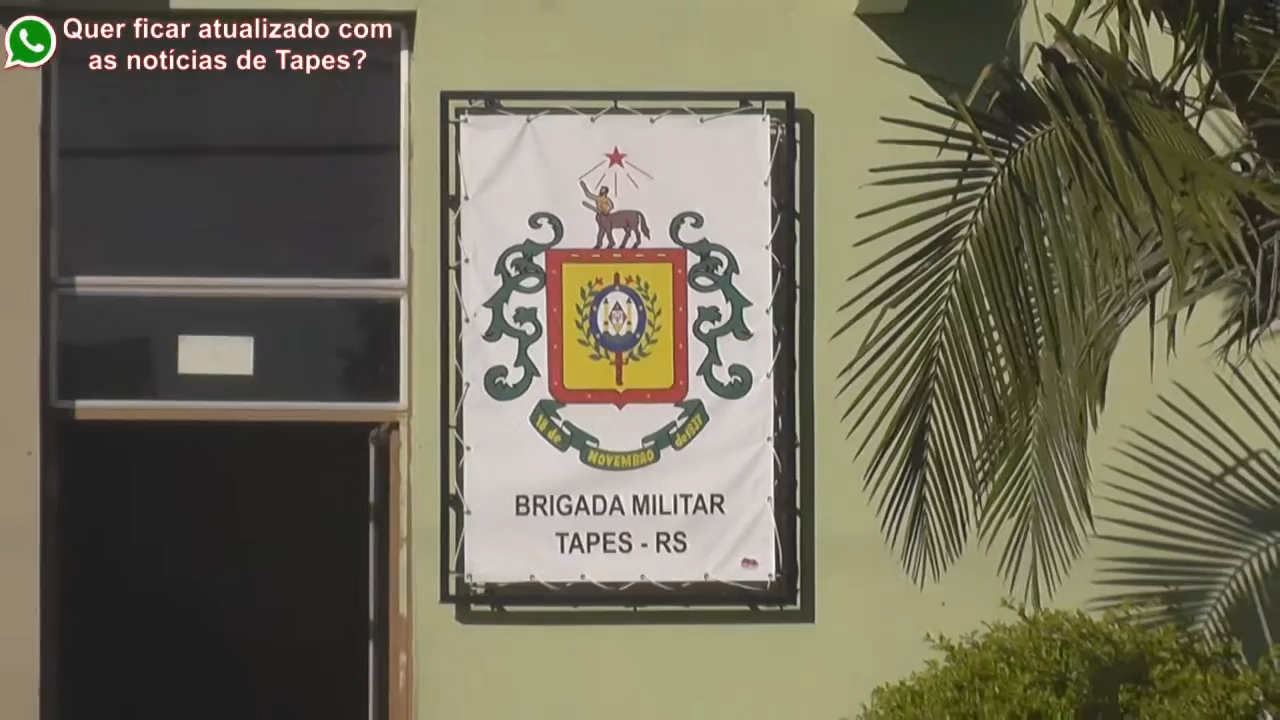 Quer ficar atualizado com
as notícias de Tapes?
18 de
NOVEMBRO
de 1837
BRIGADA MILITAR
TAPES - RS